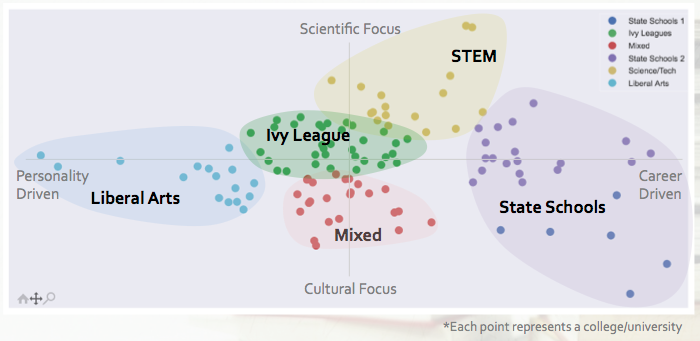 Scientific Focus
State Schools 1
Ivy Leagues
Mixed
State Schools 2
Science/Tech
Liberal Arts
STEM
Ivy League
Personality
Driven
Liberal Arts
Career
Driven
State Schools
Mixed
Cultural Focus
*Each point represents a college/university